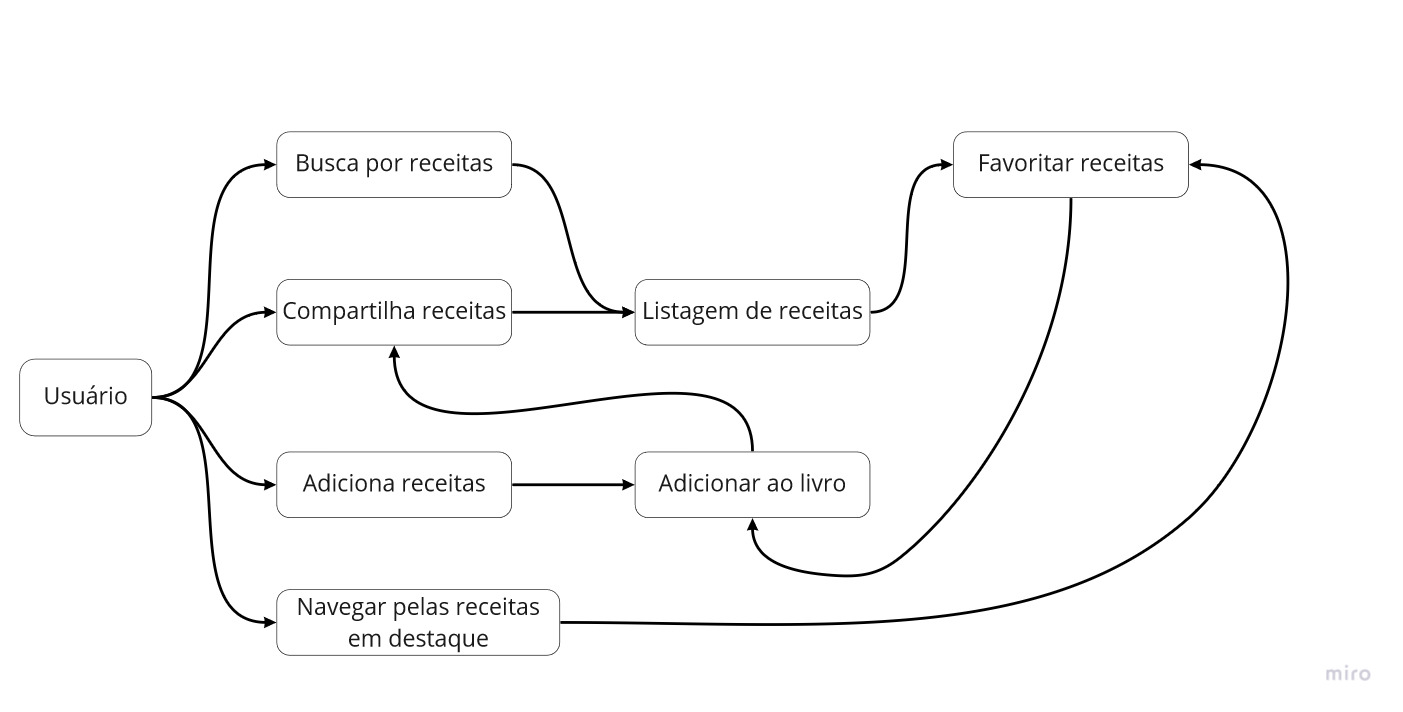 Busca por receitas
Favoritar receitas
Compartilha receitas
Listagem de receitas
Usuário
Adiciona receitas
Adicionar ao livro
Navegar pelas receitas
em destaque
miro